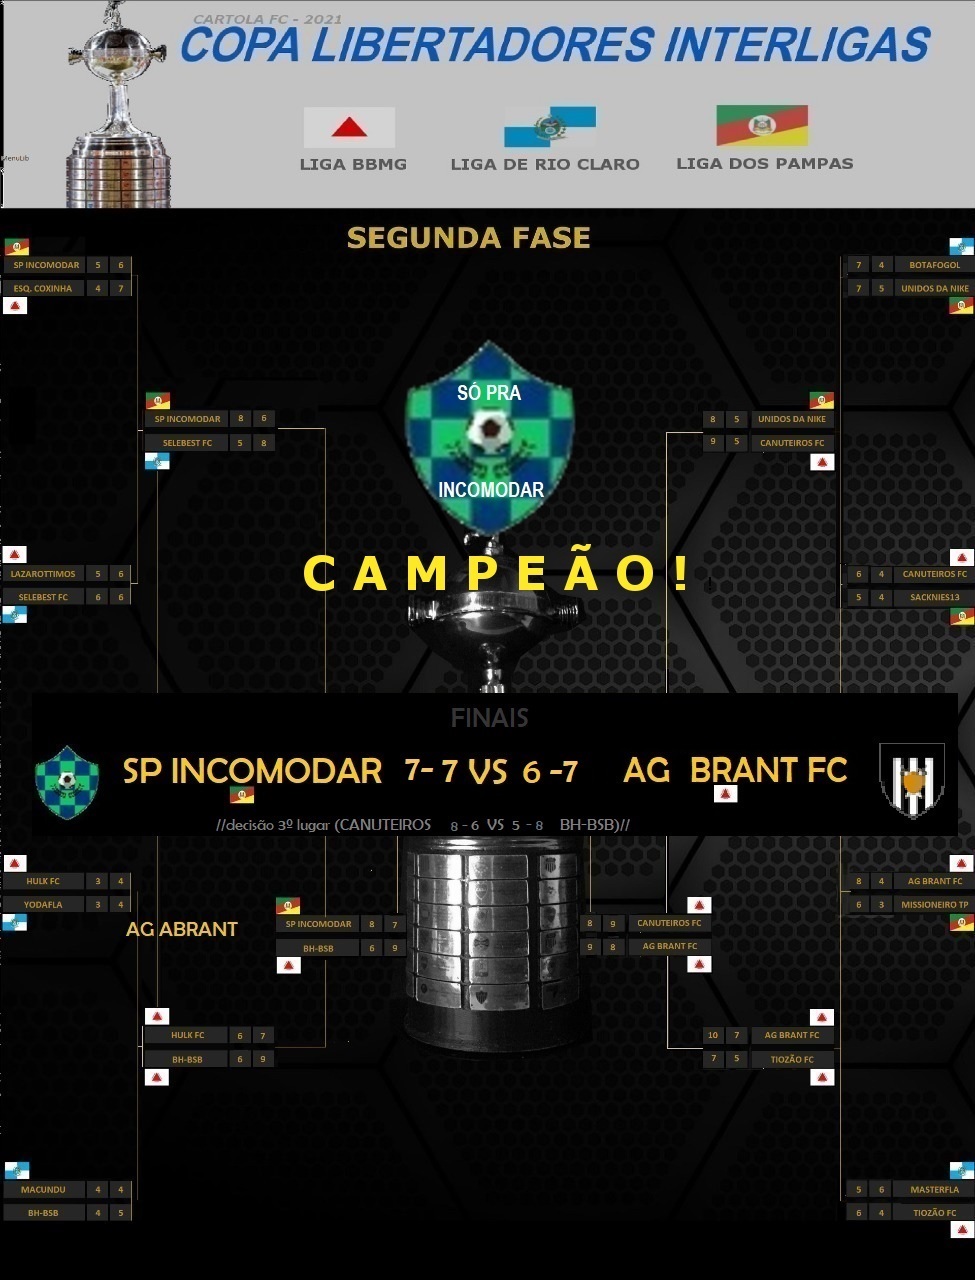 CARTOLA FC - 2021
COPA LIBERTADORES INTERLIGAS
MenuLib
LIGA BBMG LIGA DE RIO CLARO LIGA DOS PAMPAS
SEGUNDA FASE
SP INCOMODAR 5 6
ESQ. COXINHA 4 7
7 4 BOTAFOGOL
7 5 UNIDOS DA NIKE
SÓ PRA
INCOMODAR
SP INCOMODAR 8 6
SELEBEST FC 5 8
8 5 UNIDOS DA NIKE
9 5 CANUTEIROS FC
CAMPEÃO!
LAZAROTTIMOS 5 6
SELEBEST FC 6 6
6 4 CANUTEIROS FC
5 4 SACKNIES13
FINAIS
SP INCOMODAR 7- 7 VS 6 -7 AG BRANT FC
//decisão 3º lugar (CANUTEIROS 8 - 6 VS 5 - 8 BH-BSB)//
HULK FC 3 4
YODAFLA 3 4
8 4 AG BRANT FC
6 3 MISSIONEIRO TP
AG ABRANT
SP INCOMODAR 8 7
BH-BSB 6 9
8 9 CANUTEIROS FC
9 8 AG BRANT FC
HULK FC 6 7
BH-BSB 6 9
10 7 AG BRANT FC
7 5 TIOZÃO FC
MACUNDU 4 4
BH-BSB 4 5
5 6 MASTERFLA
6 4 TIOZÃO FC